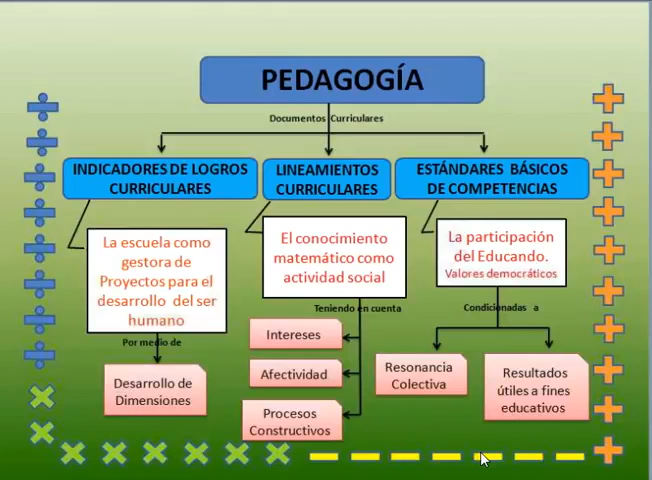 PEDAGOGÍA
Documentos Curriculares
INDICADORES DE LOGROS
CURRICULARES
LINEAMIENTOS
CURRICULARES
ESTÁNDARES BÁSICOS
DE COMPETENCIAS
La escuela como
gestora de
Proyectos para el
desarrollo del ser
humano
El conocimiento
matemático como
actividad social
La participación
del Educando.
Valores democráticos
Por medio de
Teniendo en cuenta
Condicionadas a
Desarrollo de
Dimensiones
Intereses
Afectividad
Procesos
Constructivos
Resonancia
Colectiva
Resultados
útiles a fines
educativos